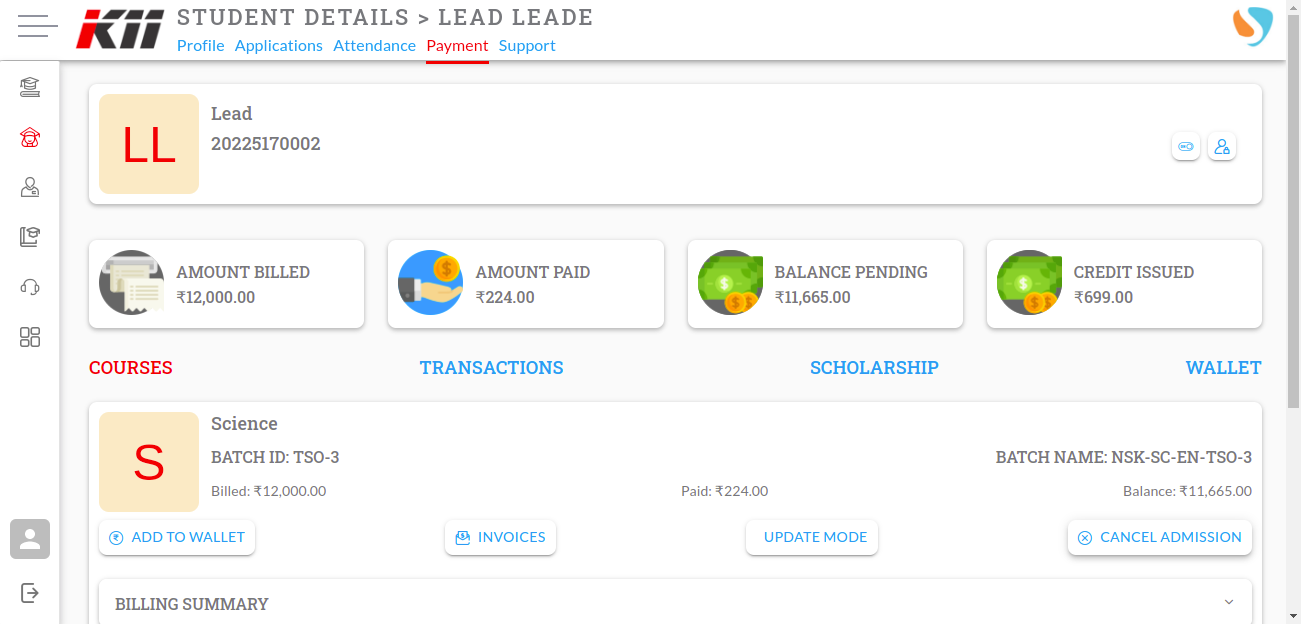 KII
STUDENT DETAILS > LEAD LEADE
Profile Applications Attendance Payment Support
LL
Lead
20225170002
AMOUNT BILLED
₹12,000.00
AMOUNT PAID
₹224.00
BALANCE PENDING
₹11,665.00
CREDIT ISSUED
₹699.00
COURSES TRANSACTIONS SCHOLARSHIP WALLET
S
Science
BATCH ID: TSO-3 BATCH NAME: NSK-SC-EN-TSO-3
Billed: ₹12,000.00 Paid: ₹224.00 Balance: ₹11,665.00
ADD TO WALLET INVOICES UPDATE MODE CANCEL ADMISSION
BILLING SUMMARY